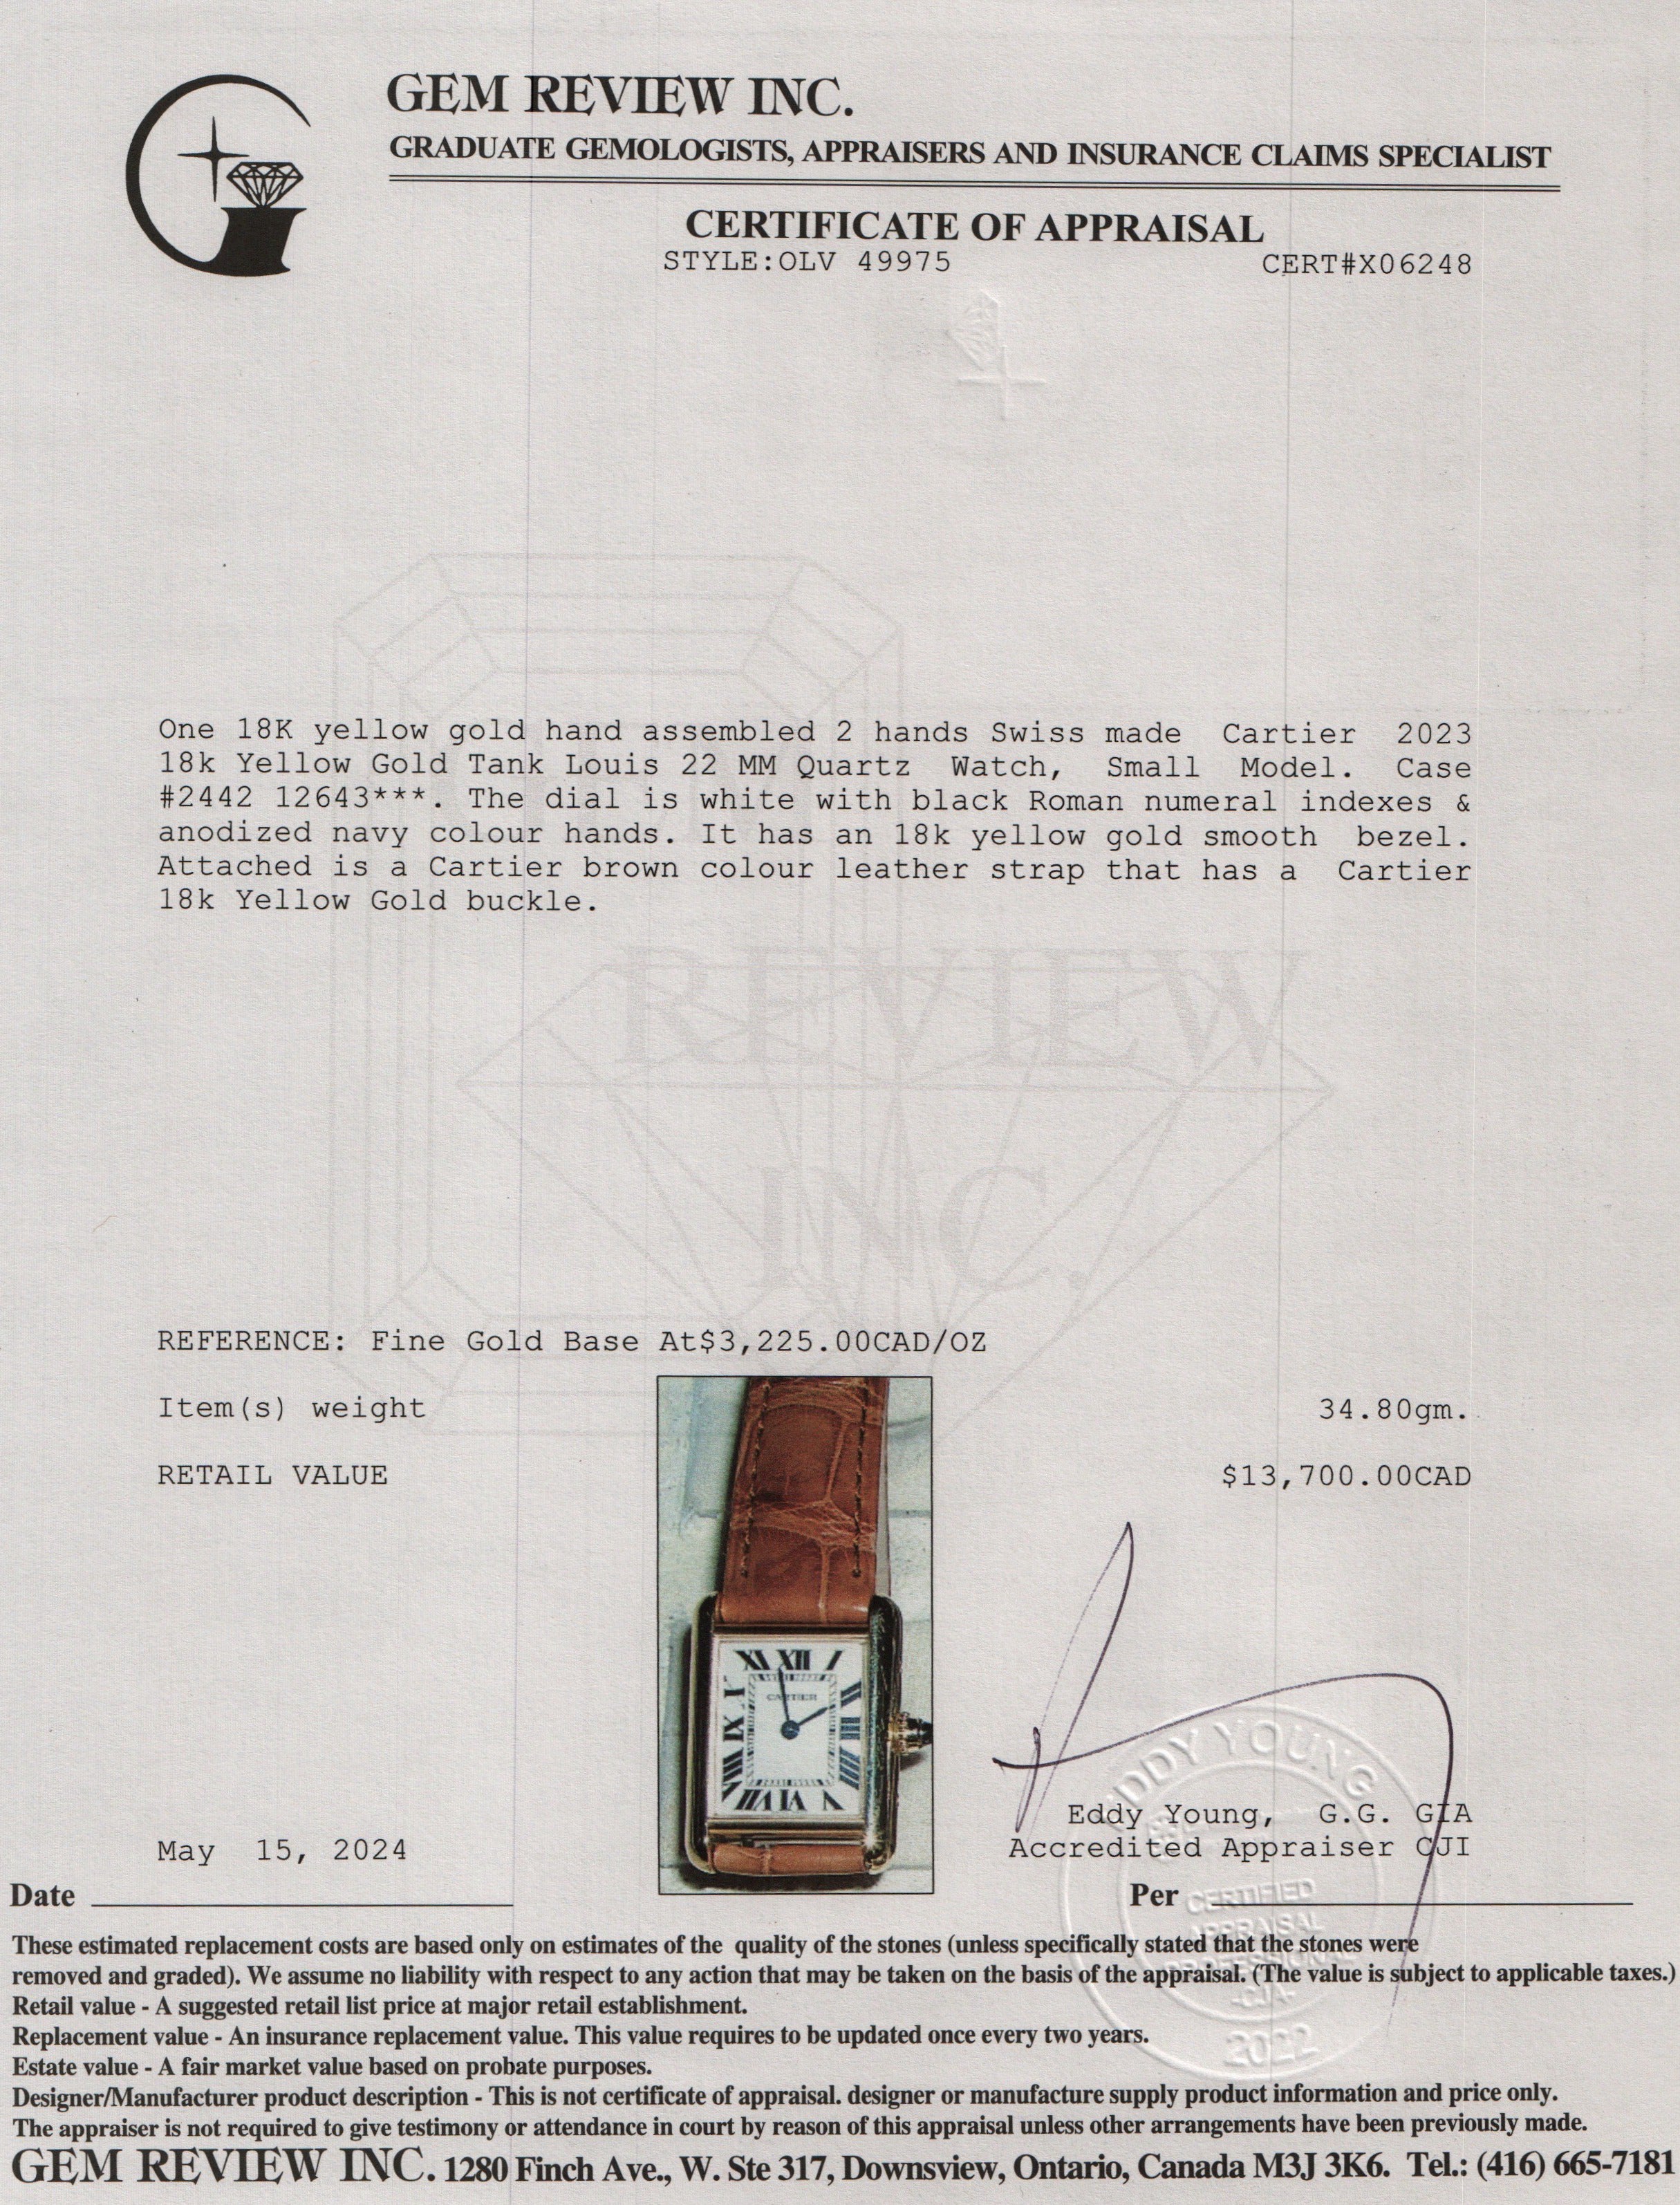 GEM REVIEW INC.
GRADUATE GEMOLOGISTS, APPRAISERS AND INSURANCE CLAIMS SPECIALIST
CERTIFICATE OF APPRAISAL
STYLE:OLV 49975 CERT#X06248
One 18K yellow gold hand assembled 2 hands Swiss made Cartier 2023
18k Yellow Gold Tank Louis 22 MM Quartz Watch, Small Model. Case
#2442 12643***. The dial is white with black Roman numeral indexes &
anodized navy colour hands. It has an 18k yellow gold smooth bezel.
Attached is a Cartier brown colour leather strap that has a Cartier
18k Yellow Gold buckle.
REVIEW
INC.
REFERENCE: Fine Gold Base At$3,225.00CAD/OZ
Item(s) weight 34.80gm.
RETAIL VALUE $13,700.00CAD
XI XII I
CARTIER
IX
VII VI V
EDDY YOUNG
Eddy Young, G.G. GIA
Accredited Appraiser CJI
May 15, 2024
Date
Per
CERTIFIED
APPRAISAL
PROFESSIONAL
2022
These estimated replacement costs are based only on estimates of the quality of the stones (unless specifically stated that the stones were
removed and graded). We assume no liability with respect to any action that may be taken on the basis of the appraisal. (The value is subject to applicable taxes.)
Retail value - A suggested retail list price at major retail establishment.
Replacement value - An insurance replacement value. This value requires to be updated once every two years.
Estate value - A fair market value based on probate purposes.
Designer/Manufacturer product description - This is not certificate of appraisal. designer or manufacture supply product information and price only.
The appraiser is not required to give testimony or attendance in court by reason of this appraisal unless other arrangements have been previously made.
GEM REVIEW INC. 1280 Finch Ave., W. Ste 317, Downsview, Ontario, Canada M3J 3K6. Tel.: (416) 665-7181